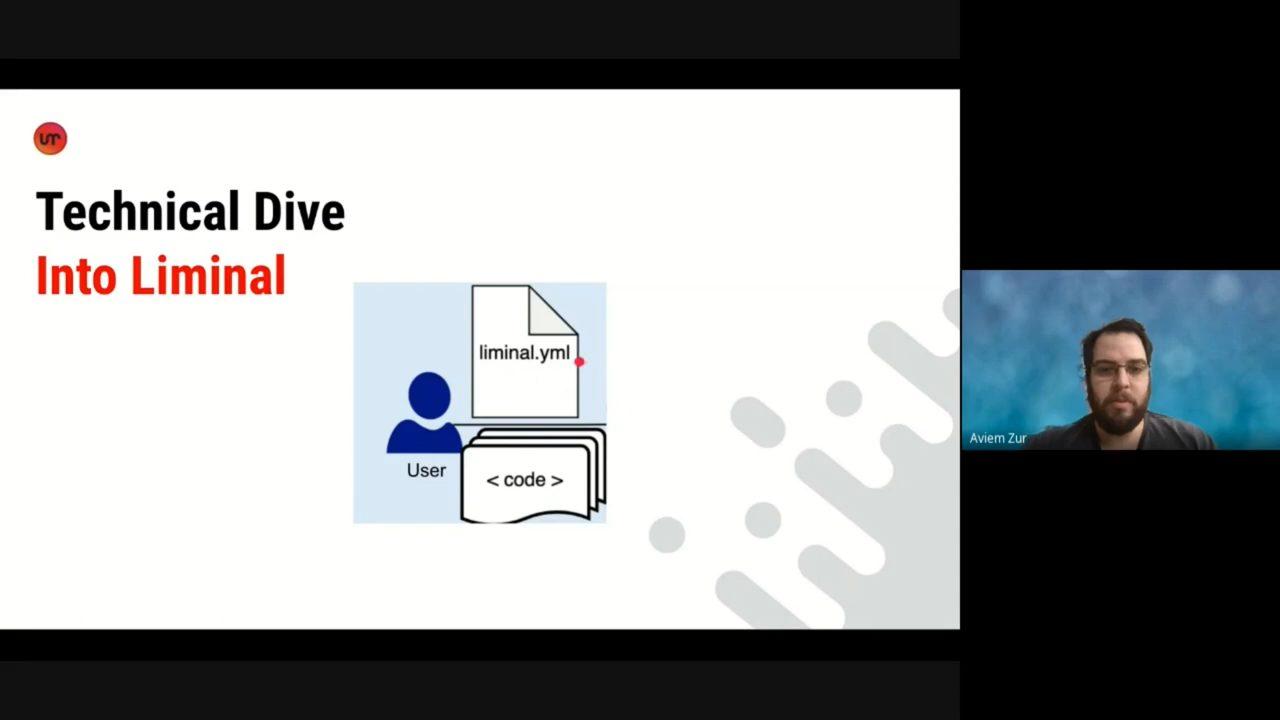 Technical Dive
Into Liminal
liminal.yml
User
< code >
Aviem Zur